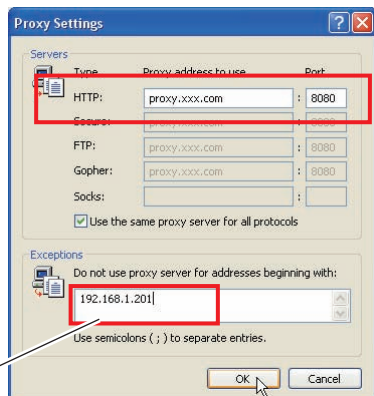 Proxy Settings
Servers
Type Proxy address to use Port
HTTP: proxy.xxx.com : 8080
Secure: proxy.xxx.com : 8080
FTP: proxy.xxx.com : 8080
Gopher: proxy.xxx.com : 8080
Socks: :
Use the same proxy server for all protocols
Exceptions
Do not use proxy server for addresses beginning with:
192.168.1.201
Use semicolons ( ; ) to separate entries.
OK Cancel